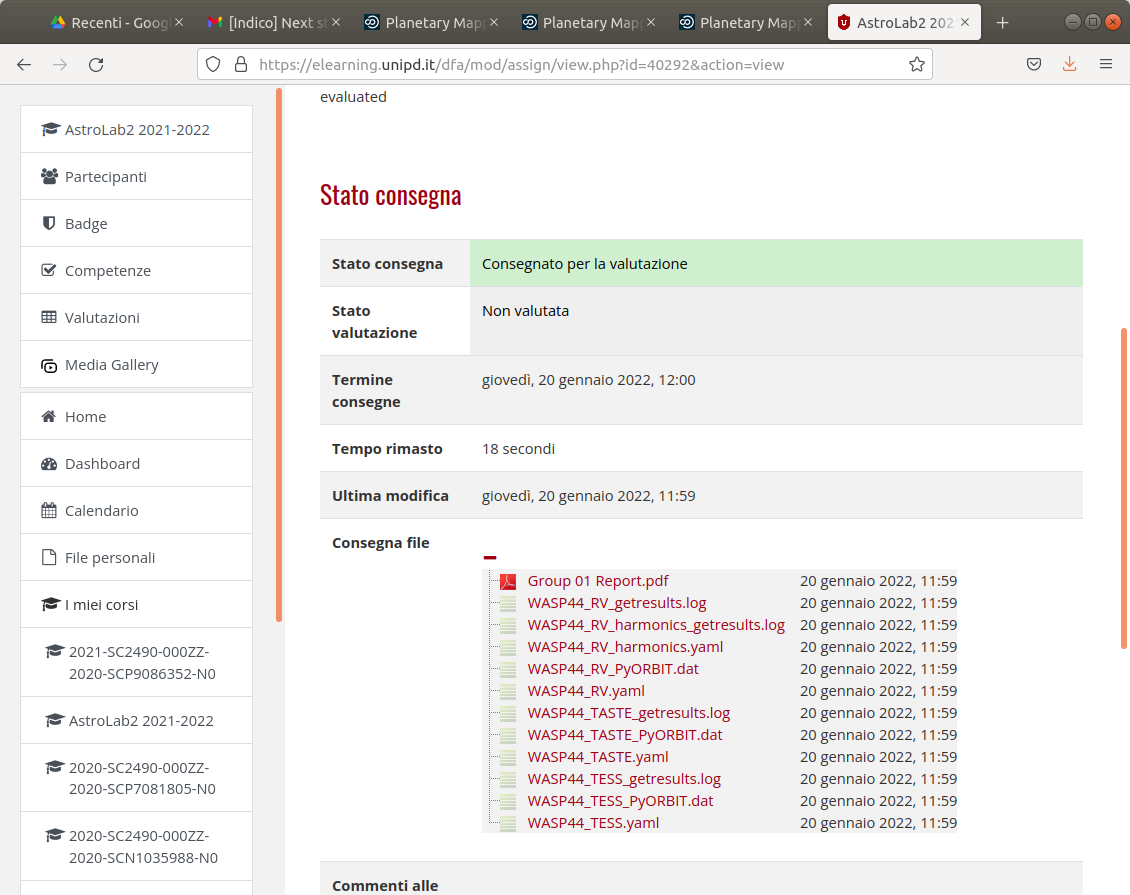 Recenti - Goog
[Indico] Next s
Planetary Map
Planetary Map
Planetary Map
AstroLab2 202
https://elearning.unipd.it/dfa/mod/assign/view.php?id=40292&action=view
AstroLab2 2021-2022
Partecipanti
Badge
Competenze
Valutazioni
Media Gallery
Home
Dashboard
Calendario
File personali
I miei corsi
2021-SC2490-000ZZ-
2020-SCP9086352-N0
AstroLab2 2021-2022
2020-SC2490-000ZZ-
2020-SCP7081805-N0
2020-SC2490-000ZZ-
2020-SCN1035988-N0
evaluated
Stato consegna
Stato consegna Consegnato per la valutazione
Stato Non valutata
valutazione
Termine giovedì, 20 gennaio 2022, 12:00
consegne
Tempo rimasto 18 secondi
Ultima modifica giovedì, 20 gennaio 2022, 11:59
Consegna file
Group 01 Report.pdf 20 gennaio 2022, 11:59
WASP44_RV_getresults.log 20 gennaio 2022, 11:59
WASP44_RV_harmonics_getresults.log 20 gennaio 2022, 11:59
WASP44_RV_harmonics.yaml 20 gennaio 2022, 11:59
WASP44_RV_PyORBIT.dat 20 gennaio 2022, 11:59
WASP44_RV.yaml 20 gennaio 2022, 11:59
WASP44_TASTE_getresults.log 20 gennaio 2022, 11:59
WASP44_TASTE_PyORBIT.dat 20 gennaio 2022, 11:59
WASP44_TASTE.yaml 20 gennaio 2022, 11:59
WASP44_TESS_getresults.log 20 gennaio 2022, 11:59
WASP44_TESS_PyORBIT.dat 20 gennaio 2022, 11:59
WASP44_TESS.yaml 20 gennaio 2022, 11:59
Commenti alle